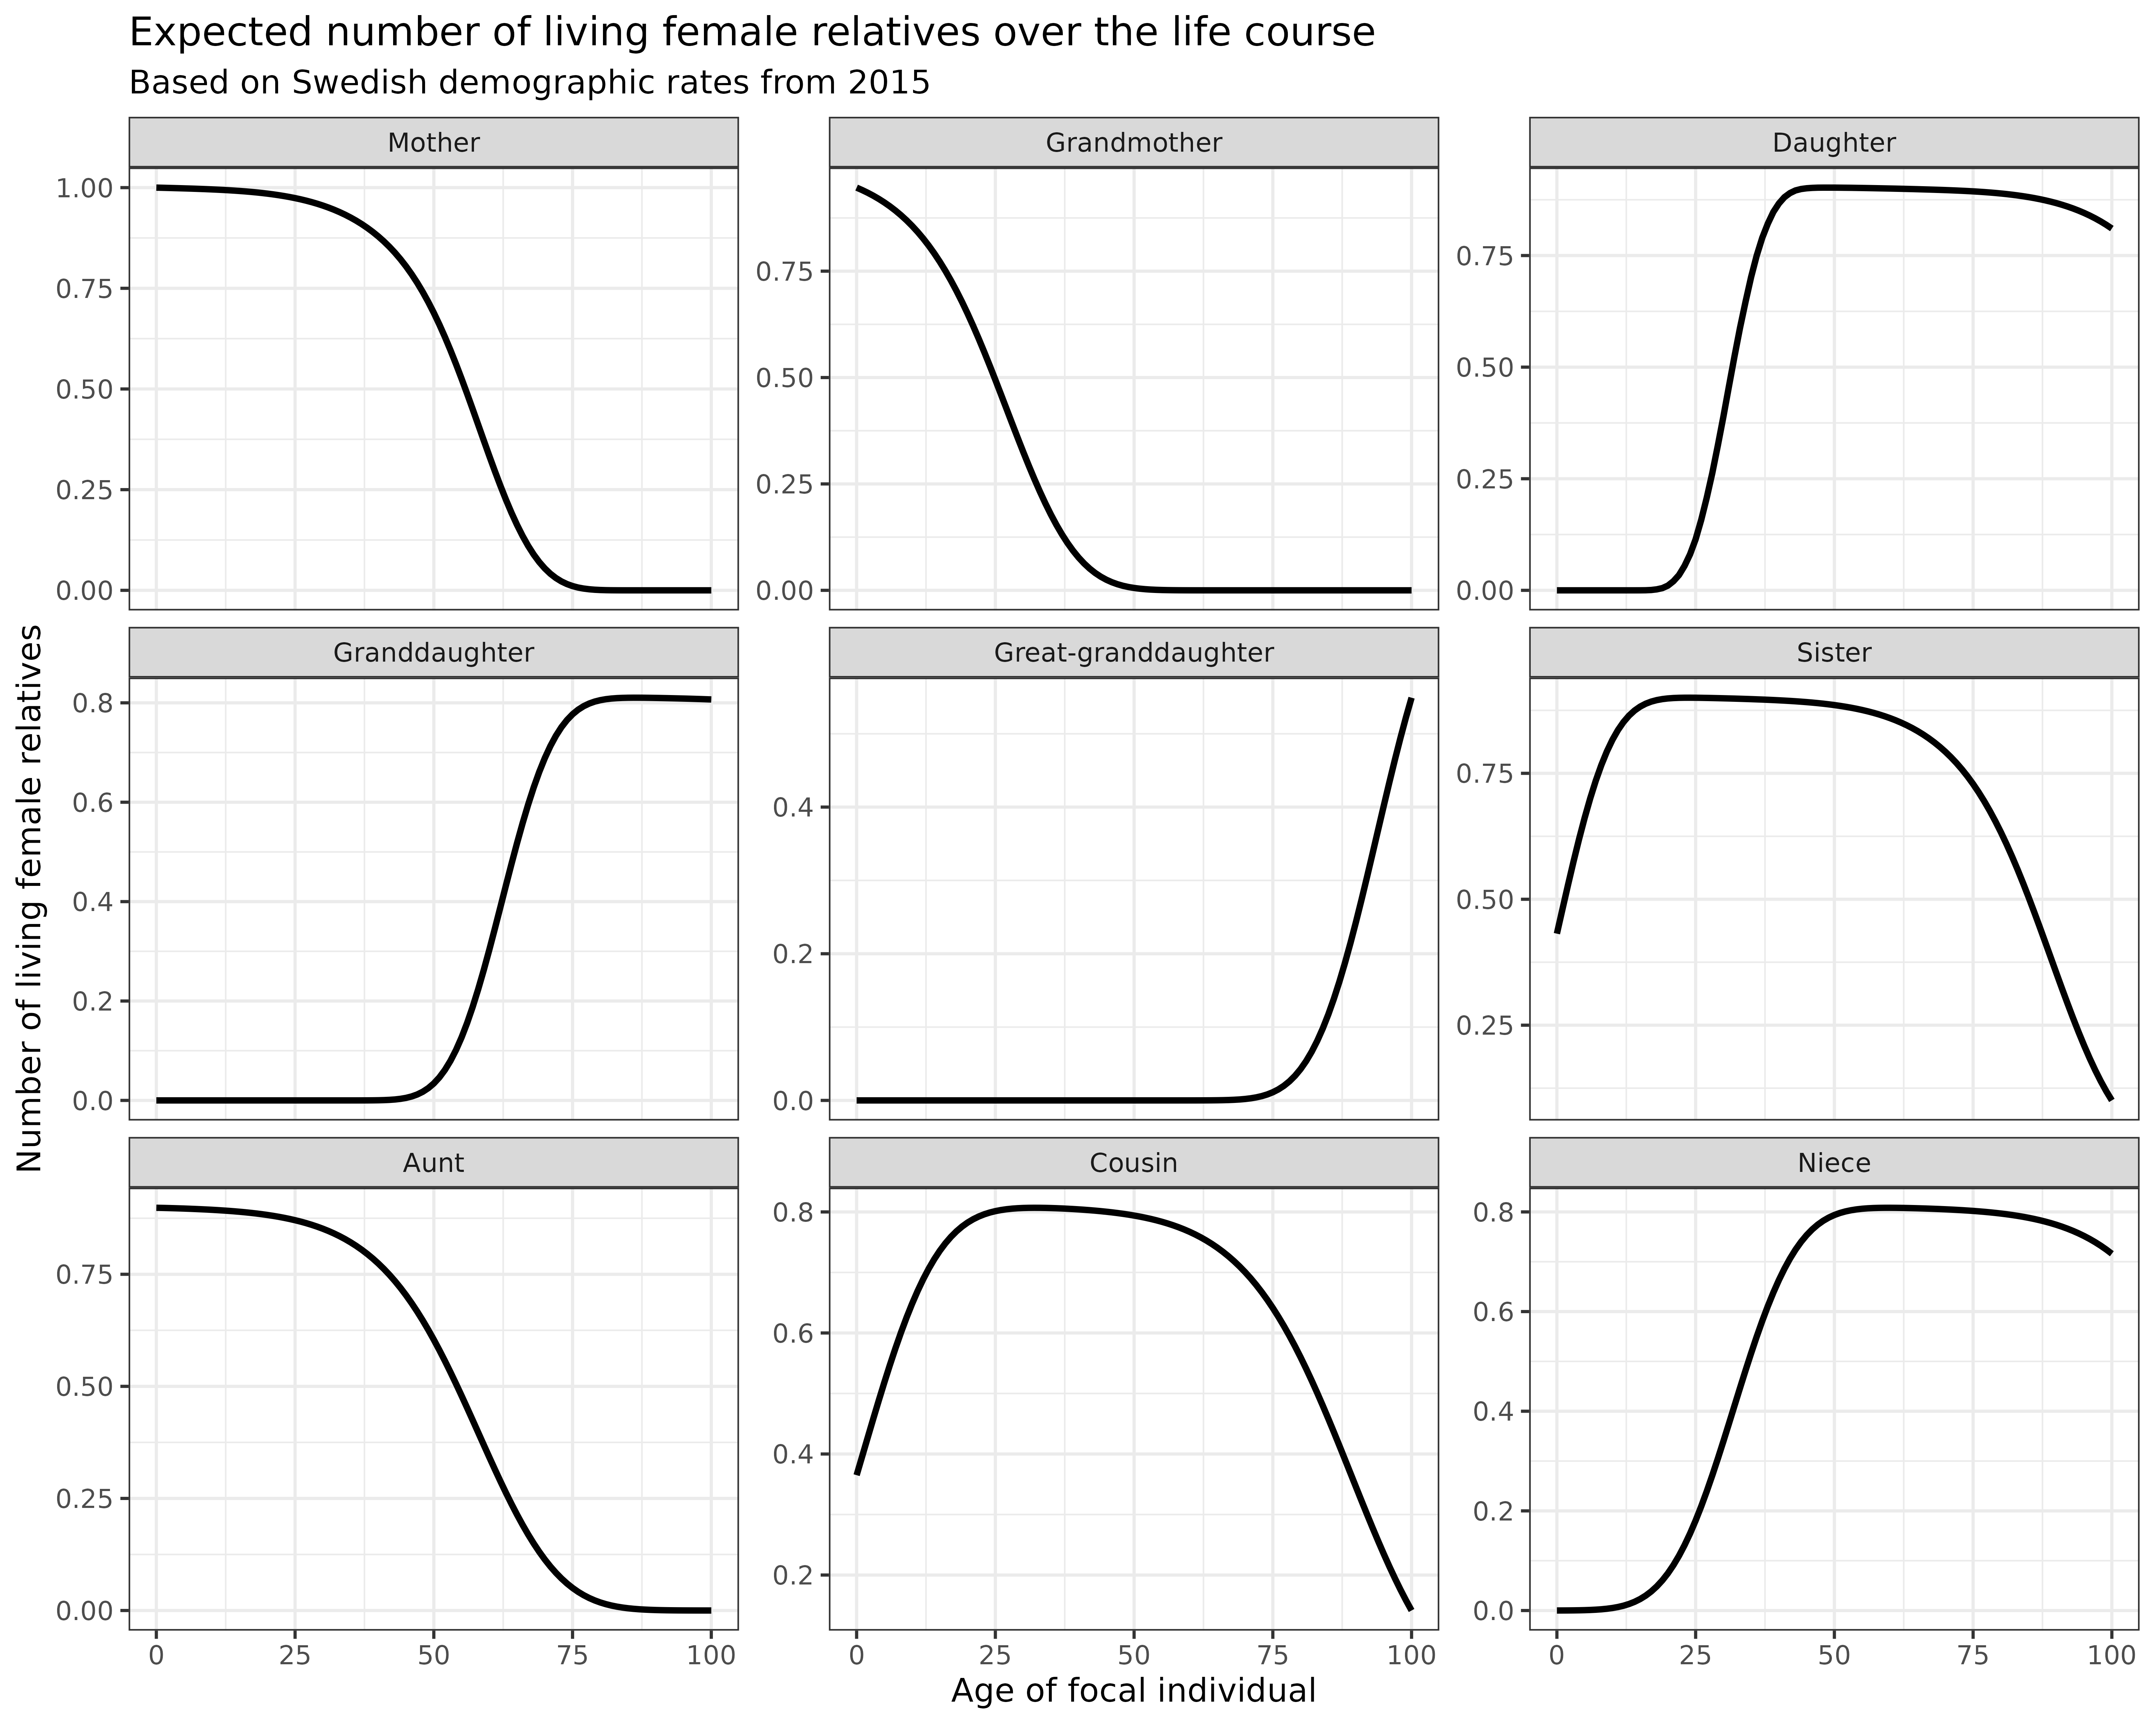 Expected number of living female relatives over the life course
Based on Swedish demographic rates from 2015
Number of living female relatives
Mother
1.00
0.75
0.50
0.25
0.00
Grandmother
0.75
0.50
0.25
0.00
Daughter
0.75
0.50
0.25
0.00
Granddaughter
0.8
0.6
0.4
0.2
0.0
Great-granddaughter
0.4
0.2
0.0
Sister
0.75
0.50
0.25
Aunt
0.75
0.50
0.25
0.00
0 25 50 75 100
Cousin
0.8
0.6
0.4
0.2
0 25 50 75 100
Niece
0.8
0.6
0.4
0.2
0.0
0 25 50 75 100
Age of focal individual